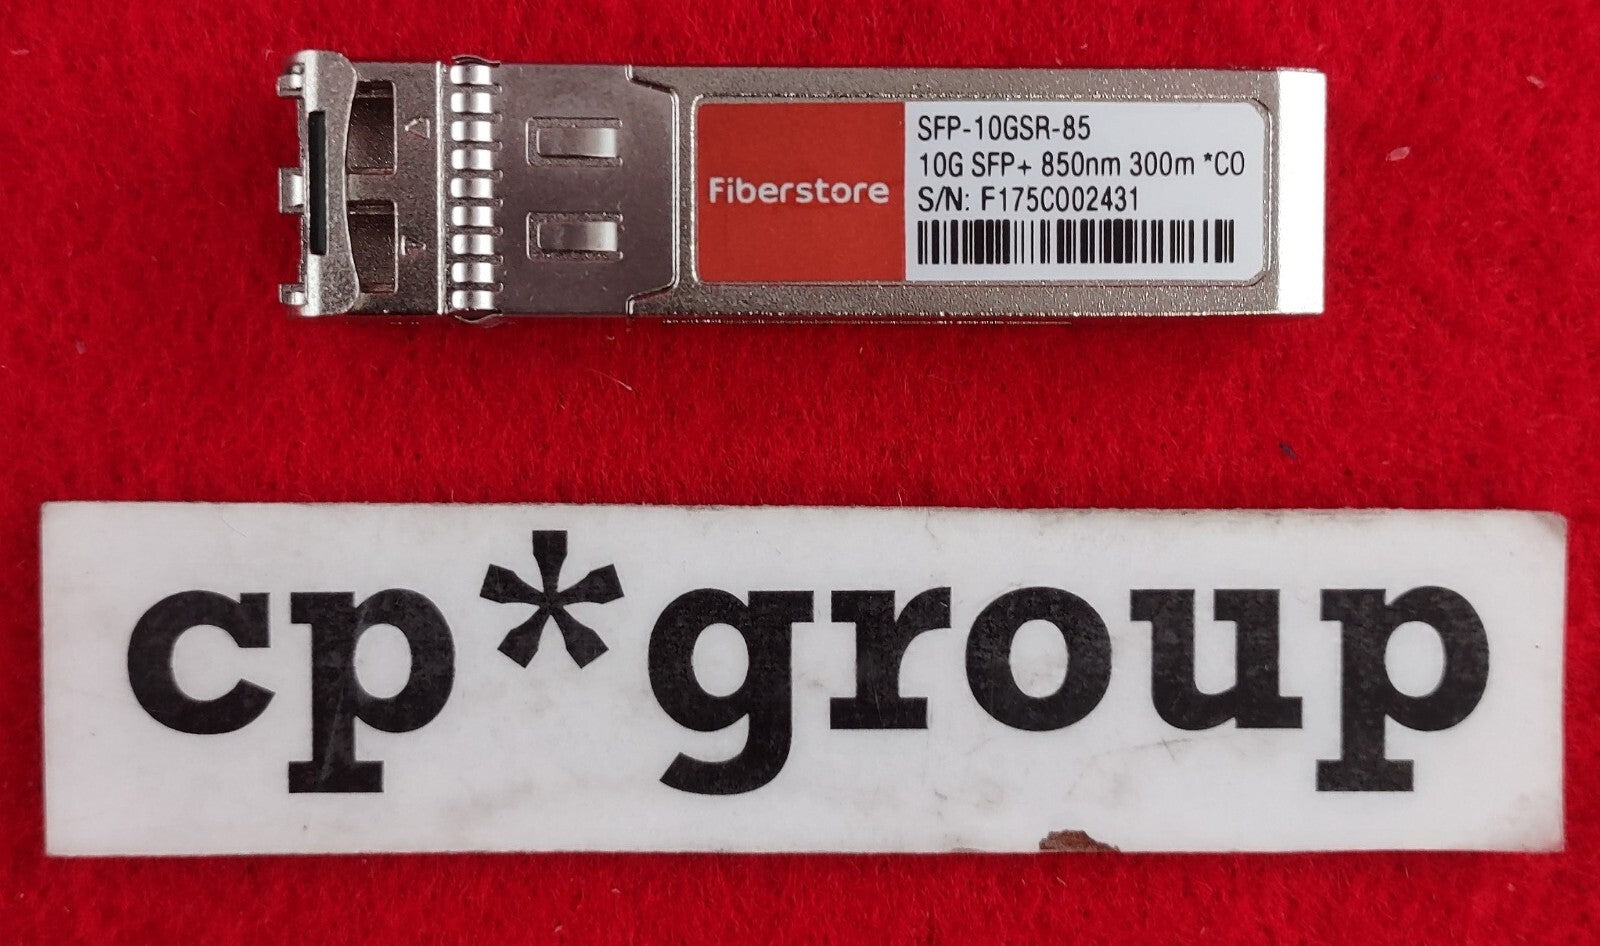 Fiberstore
SFP-10GSR-85
10G SFP+ 850nm 300m *CO
S/N: F175C002431
cp*group